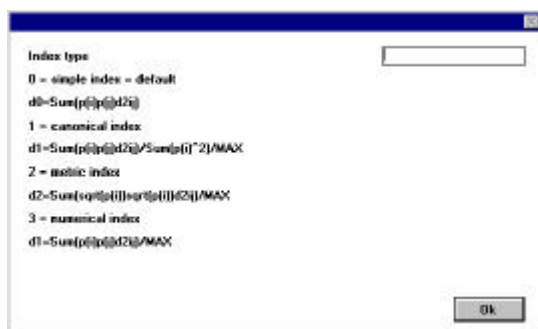 Index type
0 = simple index = default
d0=Sum(p(i)p(j)d2ij)
1 = canonical index
d1=Sum(p(i)p(j)d2ij)/Sum(p(i)^2)/MAX
2 = metric index
d2=Sum(sqrt(p(i))sqrt(p(i))d2ij)/MAX
3 = numerical index
d1=Sum(p(i)p(j)d2ij)/MAX
Ok